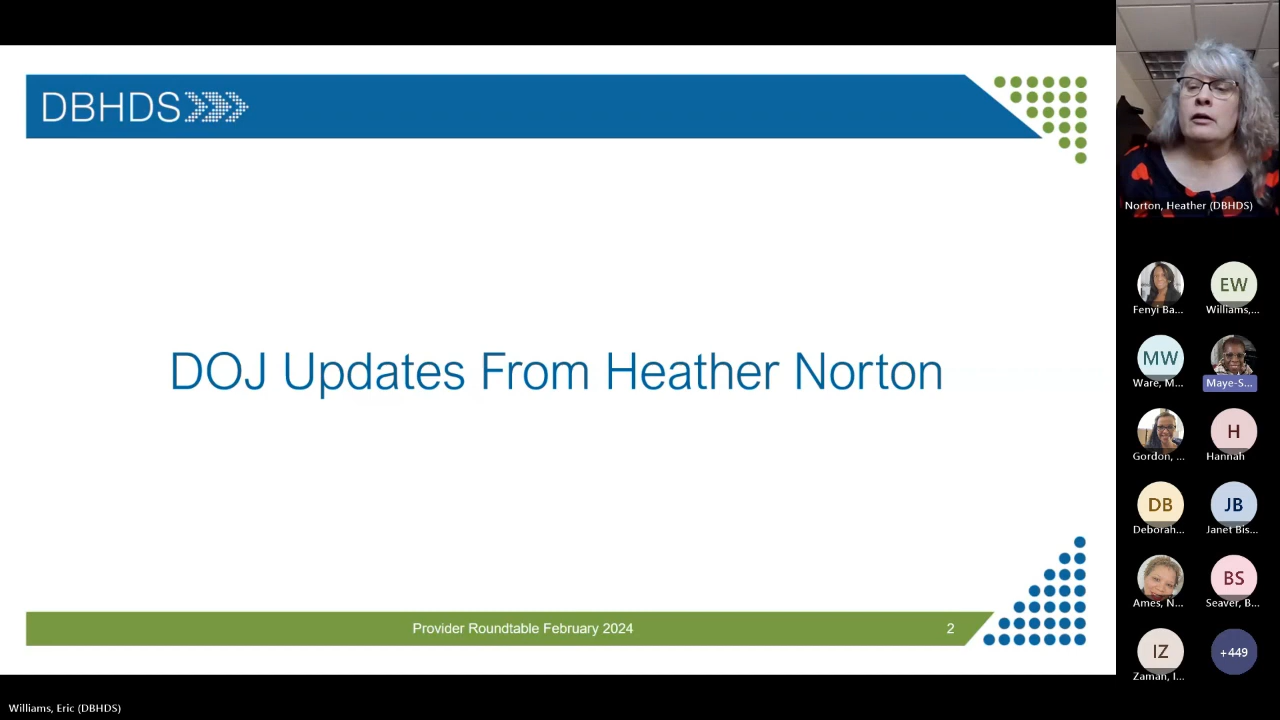 DBHDS
DOJ Updates From Heather Norton
Provider Roundtable February 2024
2
Norton, Heather (DBHDS)
Fenyi Ba...
EW
Williams,...
MW
Ware, M...
Maye-S...
Gordon, ...
H
Hannah
DB
Deborah...
JB
Janet Bis...
Ames, N...
BS
Seaver, B...
IZ
Zaman, I...
+449
Williams, Eric (DBHDS)